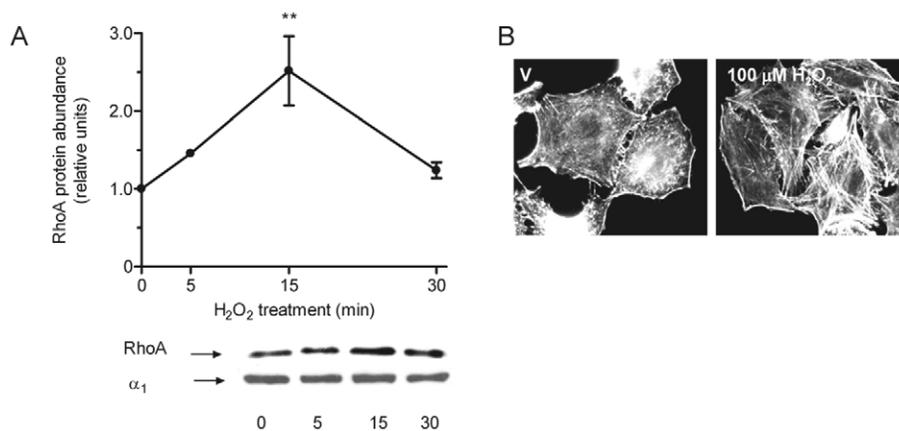 A
**
3.0
2.0
1.0
0
RhoA protein abundance
(relative units)
0 5 15 30
H₂O₂ treatment (min)
RhoA
α₁
0 5 15 30
B
V
100 µM H₂O₂